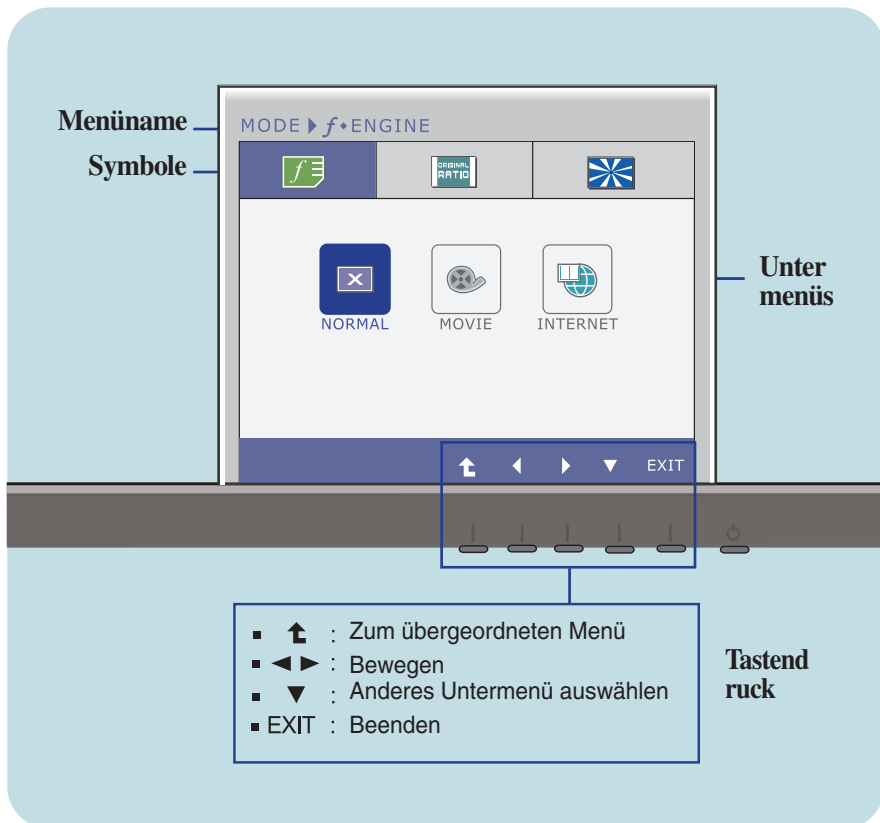 Menüname
MODE ▶ f◆ENGINE
Symbole
f
ORIGINAL
RATIO
Unter
menüs
NORMAL MOVIE INTERNET
EXIT
▪ : Zum übergeordneten Menü
▪ ◀ ▶ : Bewegen
▪ ▼ : Anderes Untermenü auswählen
▪ EXIT : Beenden
Tastend
ruck